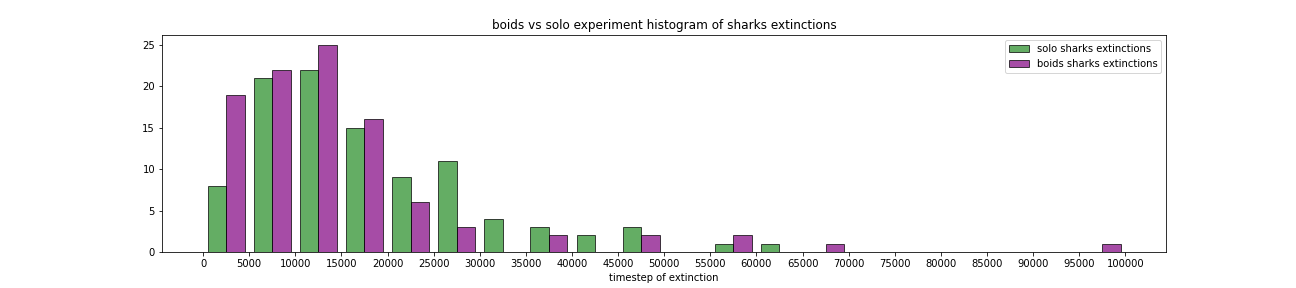 boids vs solo experiment histogram of sharks extinctions
25
20
15
10
5
0
solo sharks extinctions
boids sharks extinctions
0 5000 10000 15000 20000 25000 30000 35000 40000 45000 50000 55000 60000 65000 70000 75000 80000 85000 90000 95000 100000
timestep of extinction